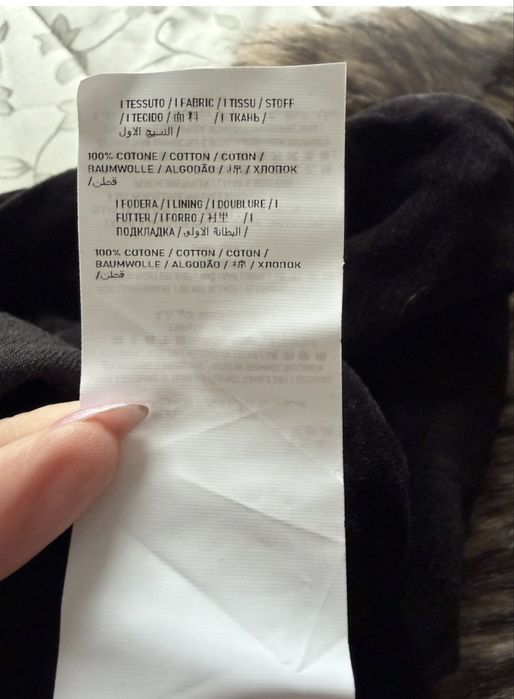 I TESSUTO / I FABRIC / I TISSU / STOFF
/ I TECIDO / 面料 / I ТКАНЬ /
النسيج الاول /
100% COTONE / COTTON / COTON /
BAUMWOLLE / ALGODÃO / 棉 / ХЛОПОК
/ قطن
I FODERA / I LINING / I DOUBLURE / I
FUTTER / I FORRO / 衬里 / I
ПОДКЛАДКА / البطانة الاولى /
100% COTONE / COTTON / COTON /
BAUMWOLLE / ALGODÃO / 棉 / ХЛОПОК
/ قطن